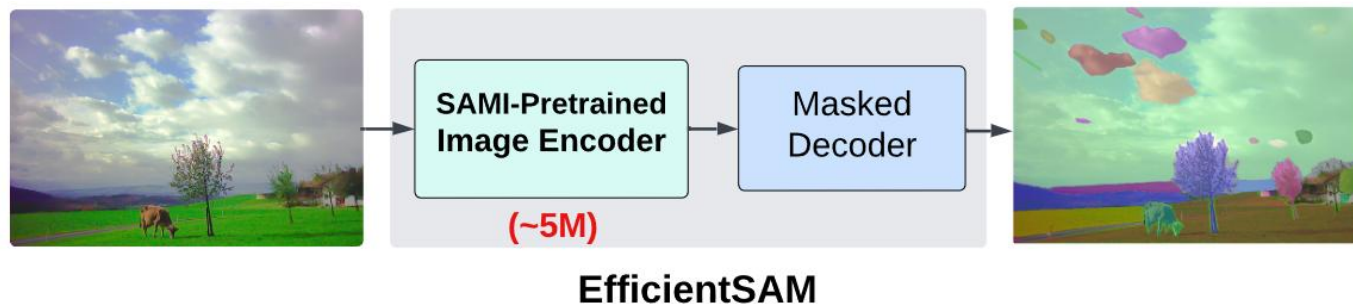 SAMI-Pretrained
Image Encoder
(~5M)
Masked
Decoder
EfficientSAM